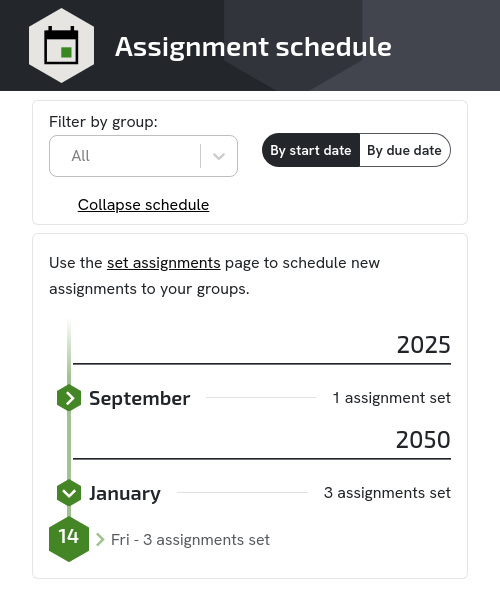 Assignment schedule
Filter by group:
All
By start date By due date
Collapse schedule
Use the set assignments page to schedule new
assignments to your groups.
2025
September 1 assignment set
2050
January 3 assignments set
14 Fri - 3 assignments set